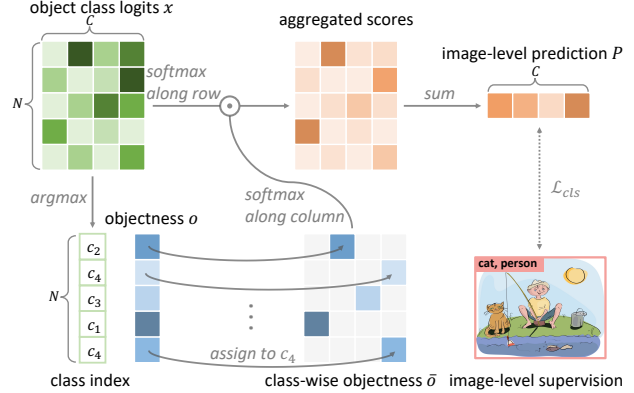 object class logits x
aggregated scores
image-level prediction P
C
C
N
softmax
along row
sum
argmax
softmax
along column
ℒcls
objectness o
N
c2
c4
c3
c1
c4
assign to c4
cat, person
class index
class-wise objectness ō
image-level supervision